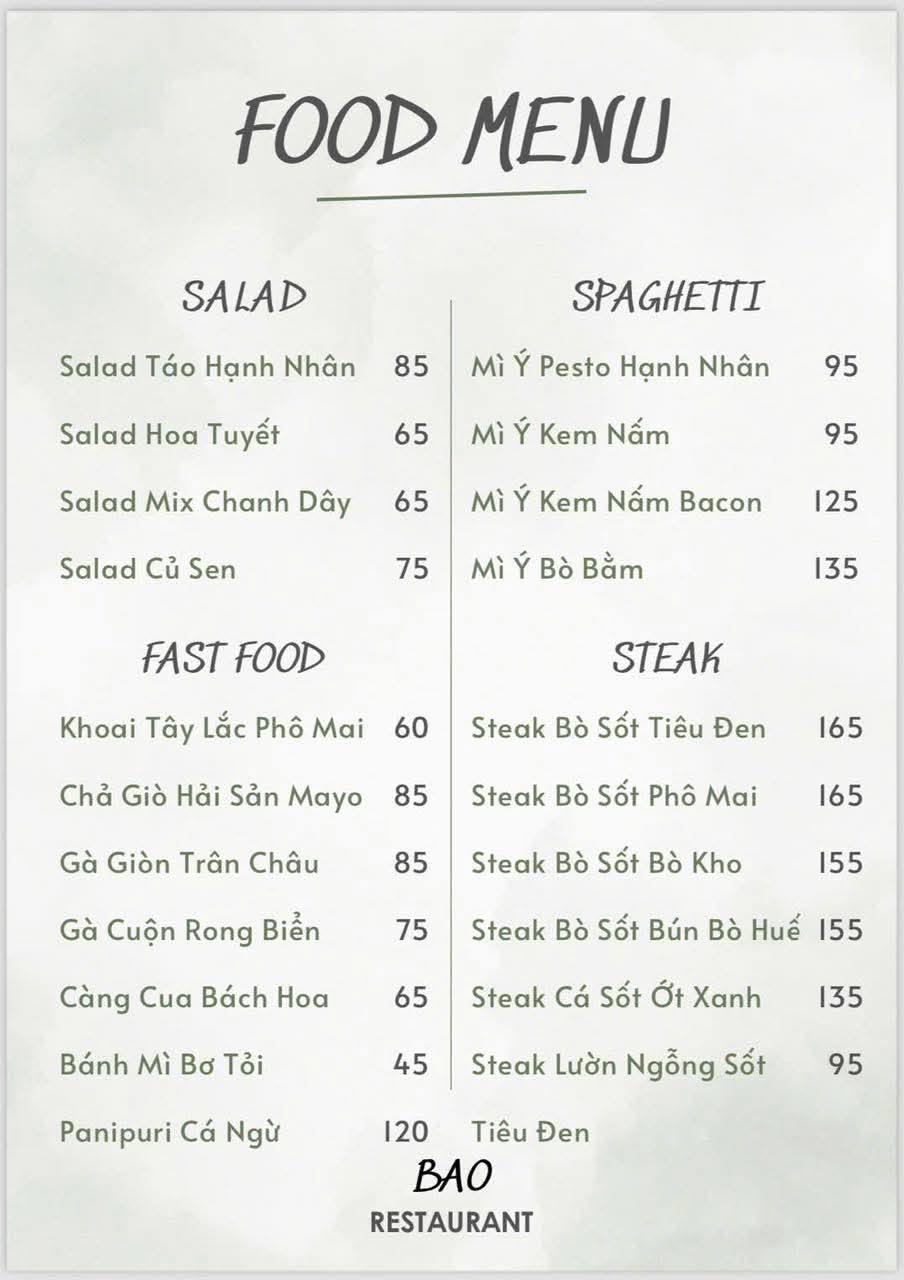 FOOD MENU
SALAD
Salad Táo Hạnh Nhân 85
Salad Hoa Tuyết 65
Salad Mix Chanh Dây 65
Salad Củ Sen 75
FAST FOOD
Khoai Tây Lắc Phô Mai 60
Chả Giò Hải Sản Mayo 85
Gà Giòn Trân Châu 85
Gà Cuộn Rong Biển 75
Càng Cua Bách Hoa 65
Bánh Mì Bơ Tỏi 45
Panipuri Cá Ngừ 120
SPAGHETTI
Mì Ý Pesto Hạnh Nhân 95
Mì Ý Kem Nấm 95
Mì Ý Kem Nấm Bacon 125
Mì Ý Bò Bằm 135
STEAK
Steak Bò Sốt Tiêu Đen 165
Steak Bò Sốt Phô Mai 165
Steak Bò Sốt Bò Kho 155
Steak Bò Sốt Bún Bò Huế 155
Steak Cá Sốt Ớt Xanh 135
Steak Lườn Ngỗng Sốt 95
Tiêu Đen
BAO
RESTAURANT